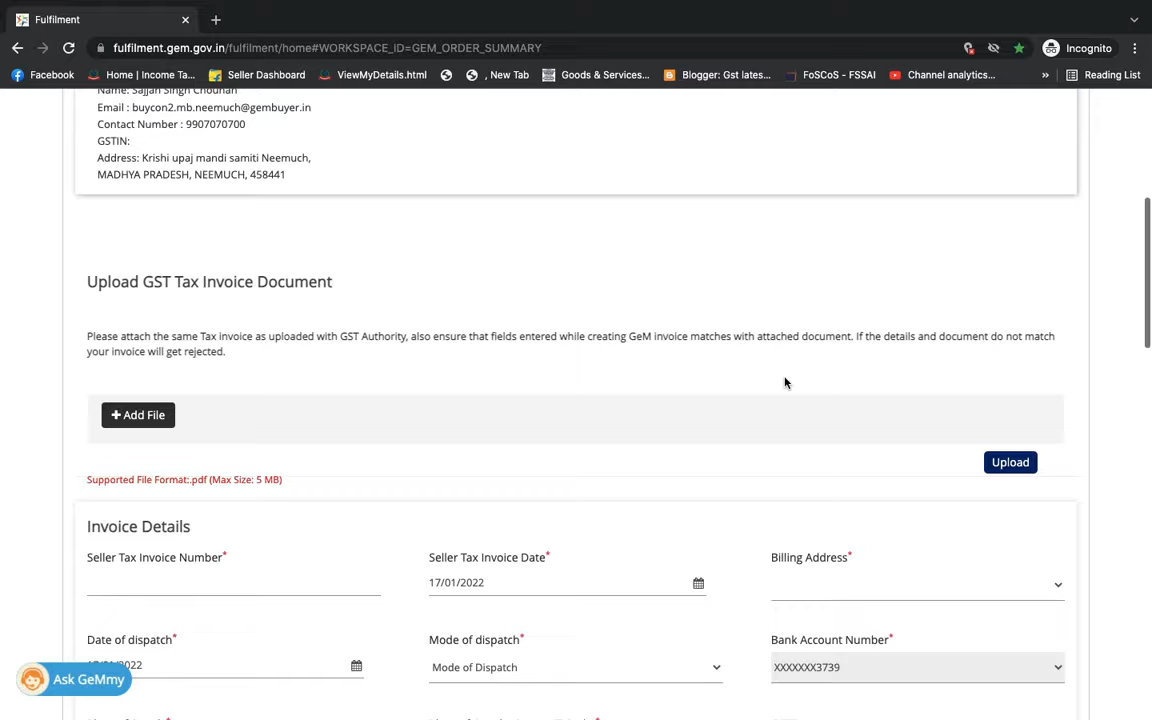 Fulfilment
fulfilment.gem.gov.in/fulfilment/home#WORKSPACE_ID=GEM_ORDER_SUMMARY
Incognito
Facebook
Home | Income Ta...
Seller Dashboard
ViewMyDetails.html
, New Tab
Goods & Services...
Blogger: Gst lates...
FoSCoS - FSSAI
Channel analytics...
»
Reading List
Name: Sajjan Singh Chouhan
Email : buycon2.mb.neemuch@gembuyer.in
Contact Number : 9907070700
GSTIN:
Address: Krishi upaj mandi samiti Neemuch,
MADHYA PRADESH, NEEMUCH, 458441
Upload GST Tax Invoice Document
Please attach the same Tax invoice as uploaded with GST Authority, also ensure that fields entered while creating GeM invoice matches with attached document. If the details and document do not match
your invoice will get rejected.
+ Add File
Upload
Supported File Format:.pdf (Max Size: 5 MB)
Invoice Details
Seller Tax Invoice Number*
Seller Tax Invoice Date*
Billing Address*
17/01/2022
Date of dispatch*
Mode of dispatch*
Bank Account Number*
Mode of Dispatch
XXXXXXX3739
Ask GeMmy